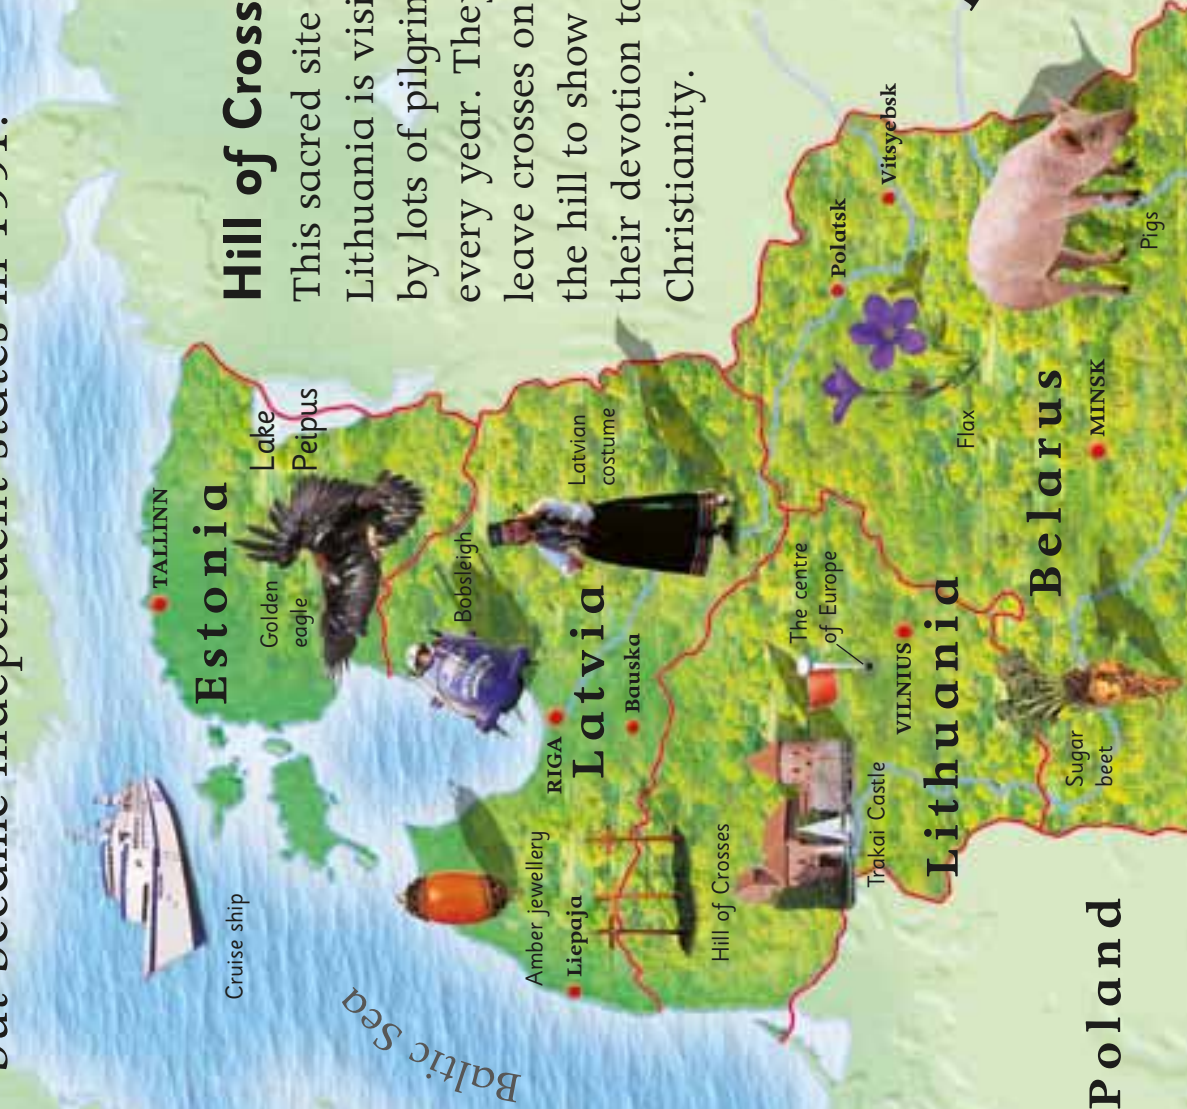 but became independent states in 1991.
Hill of Cross
This sacred site
Lithuania is visi
by lots of pilgrim
every year. They
leave crosses on
the hill to show
their devotion to
Christianity.
Cruise ship
Baltic Sea
TALLINN
Estonia
Golden
eagle
Lake
Peipus
Bobsleigh
Latvian
costume
RIGA
Latvia
Bauska
Amber jewellery
Liepaja
Hill of Crosses
The centre
of Europe
Trakai Castle
VILNIUS
Lithuania
Polatsk
Vitsyebsk
Flax
Pigs
Belarus
MINSK
Sugar
beet
Poland